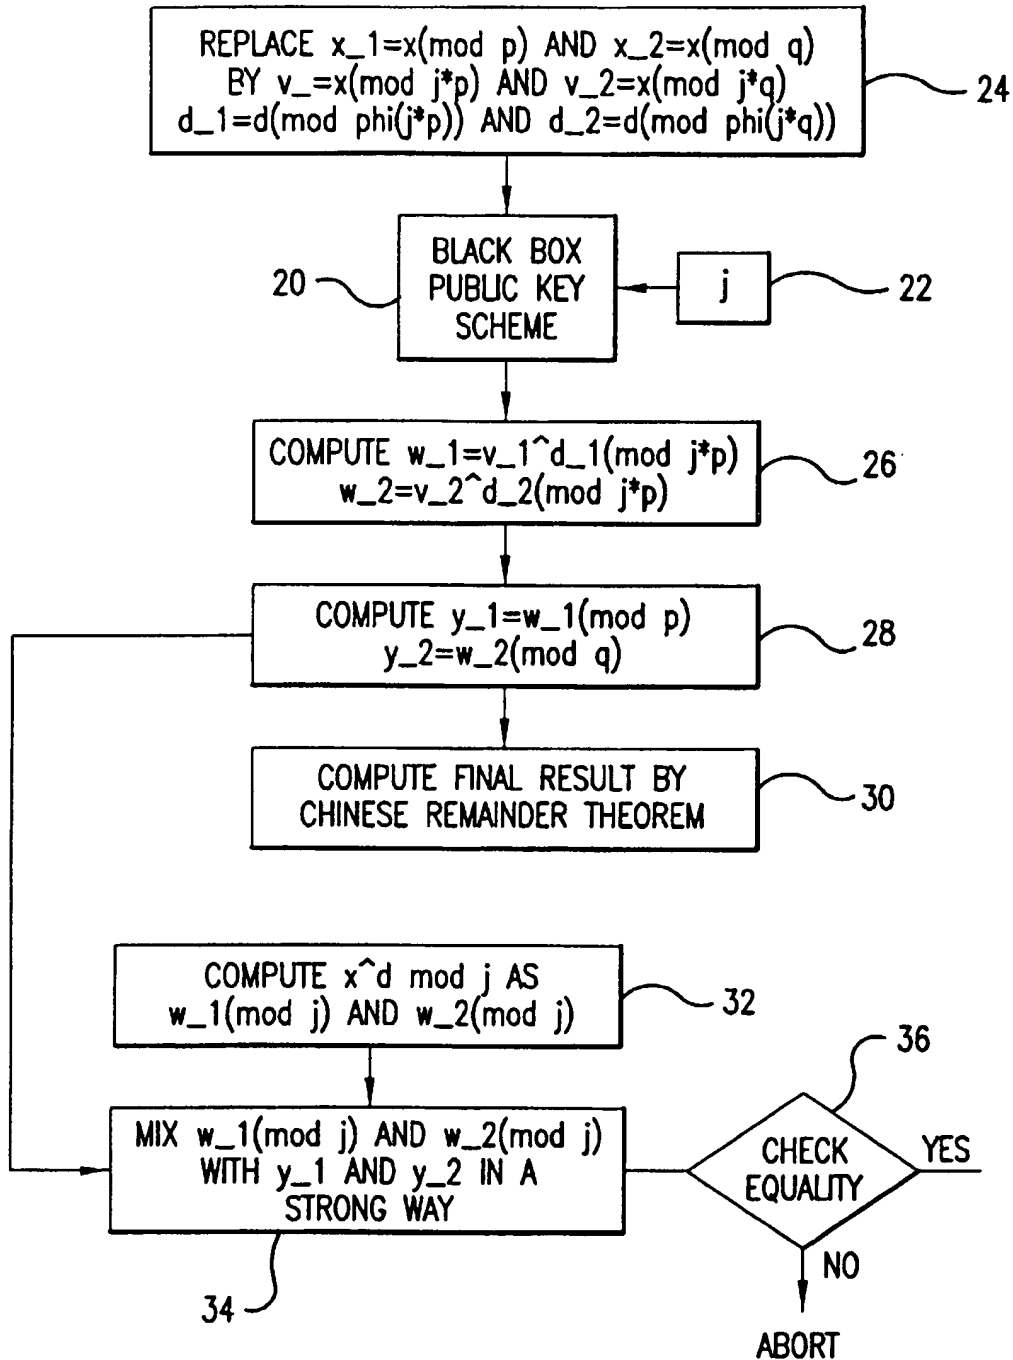 REPLACE x_1=x(mod p) AND x_2=x(mod q)
BY v_=x(mod j*p) AND v_2=x(mod j*q)
d_1=d(mod phi(j*p)) AND d_2=d(mod phi(j*q))
24
BLACK BOX
PUBLIC KEY
SCHEME
20
j
22
COMPUTE w_1=v_1^d_1(mod j*p)
w_2=v_2^d_2(mod j*p)
26
COMPUTE y_1=w_1(mod p)
y_2=w_2(mod q)
28
COMPUTE FINAL RESULT BY
CHINESE REMAINDER THEOREM
30
COMPUTE x^d mod j AS
w_1(mod j) AND w_2(mod j)
32
MIX w_1(mod j) AND w_2(mod j)
WITH y_1 AND y_2 IN A
STRONG WAY
34
36
CHECK
EQUALITY
YES
NO
ABORT